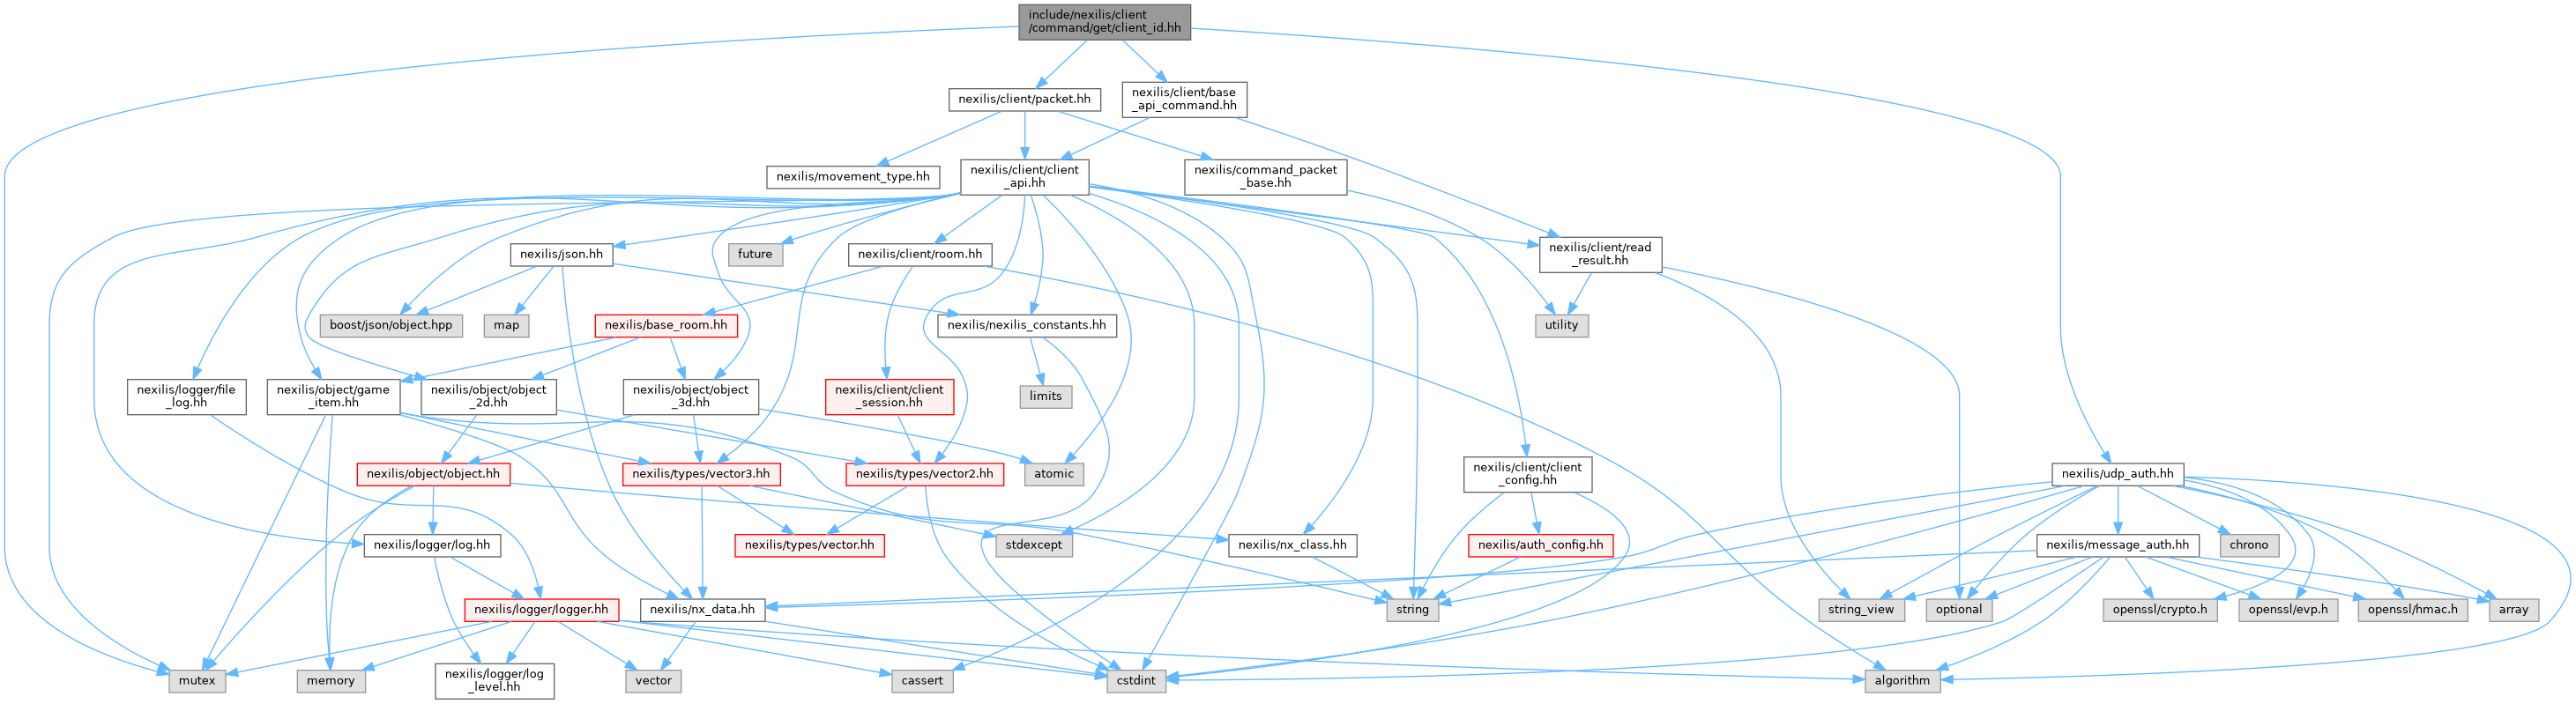 include/nexilis/client
/command/get/client_id.hh
nexilis/client/packet.hh
nexilis/client/base
_api_command.hh
nexilis/movement_type.hh
nexilis/client/client
_api.hh
nexilis/command_packet
_base.hh
nexilis/json.hh
future
nexilis/client/room.hh
nexilis/client/read
_result.hh
boost/json/object.hpp
map
nexilis/base_room.hh
nexilis/nexilis_constants.hh
utility
nexilis/logger/file
_log.hh
nexilis/object/game
_item.hh
nexilis/object/object
_2d.hh
nexilis/object/object
_3d.hh
nexilis/client/client
_session.hh
limits
nexilis/object/object.hh
nexilis/types/vector3.hh
nexilis/types/vector2.hh
atomic
nexilis/client/client
_config.hh
nexilis/udp_auth.hh
nexilis/logger/log.hh
nexilis/types/vector.hh
stdexcept
nexilis/nx_class.hh
nexilis/auth_config.hh
nexilis/message_auth.hh
chrono
nexilis/logger/logger.hh
nexilis/nx_data.hh
string
string_view
optional
openssl/crypto.h
openssl/evp.h
openssl/hmac.h
array
mutex
memory
nexilis/logger/log
_level.hh
vector
cassert
cstdint
algorithm